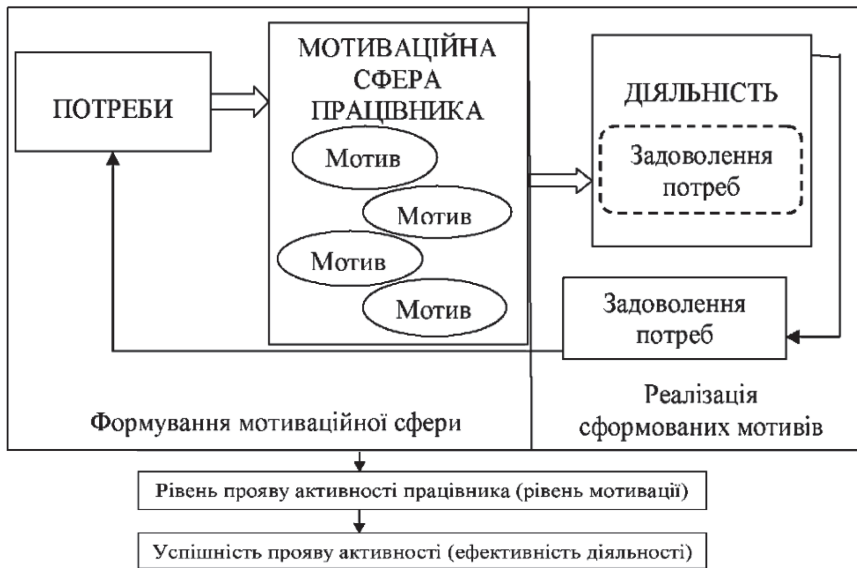 ПОТРЕБИ
МОТИВАЦІЙНА
СФЕРА
ПРАЦІВНИКА
Мотив
Мотив
Мотив
Мотив
ДІЯЛЬНІСТЬ
Задоволення
потреб
Задоволення
потреб
Формування мотиваційної сфери
Реалізація
сформованих мотивів
Рівень прояву активності працівника (рівень мотивації)
Успішність прояву активності (ефективність діяльності)